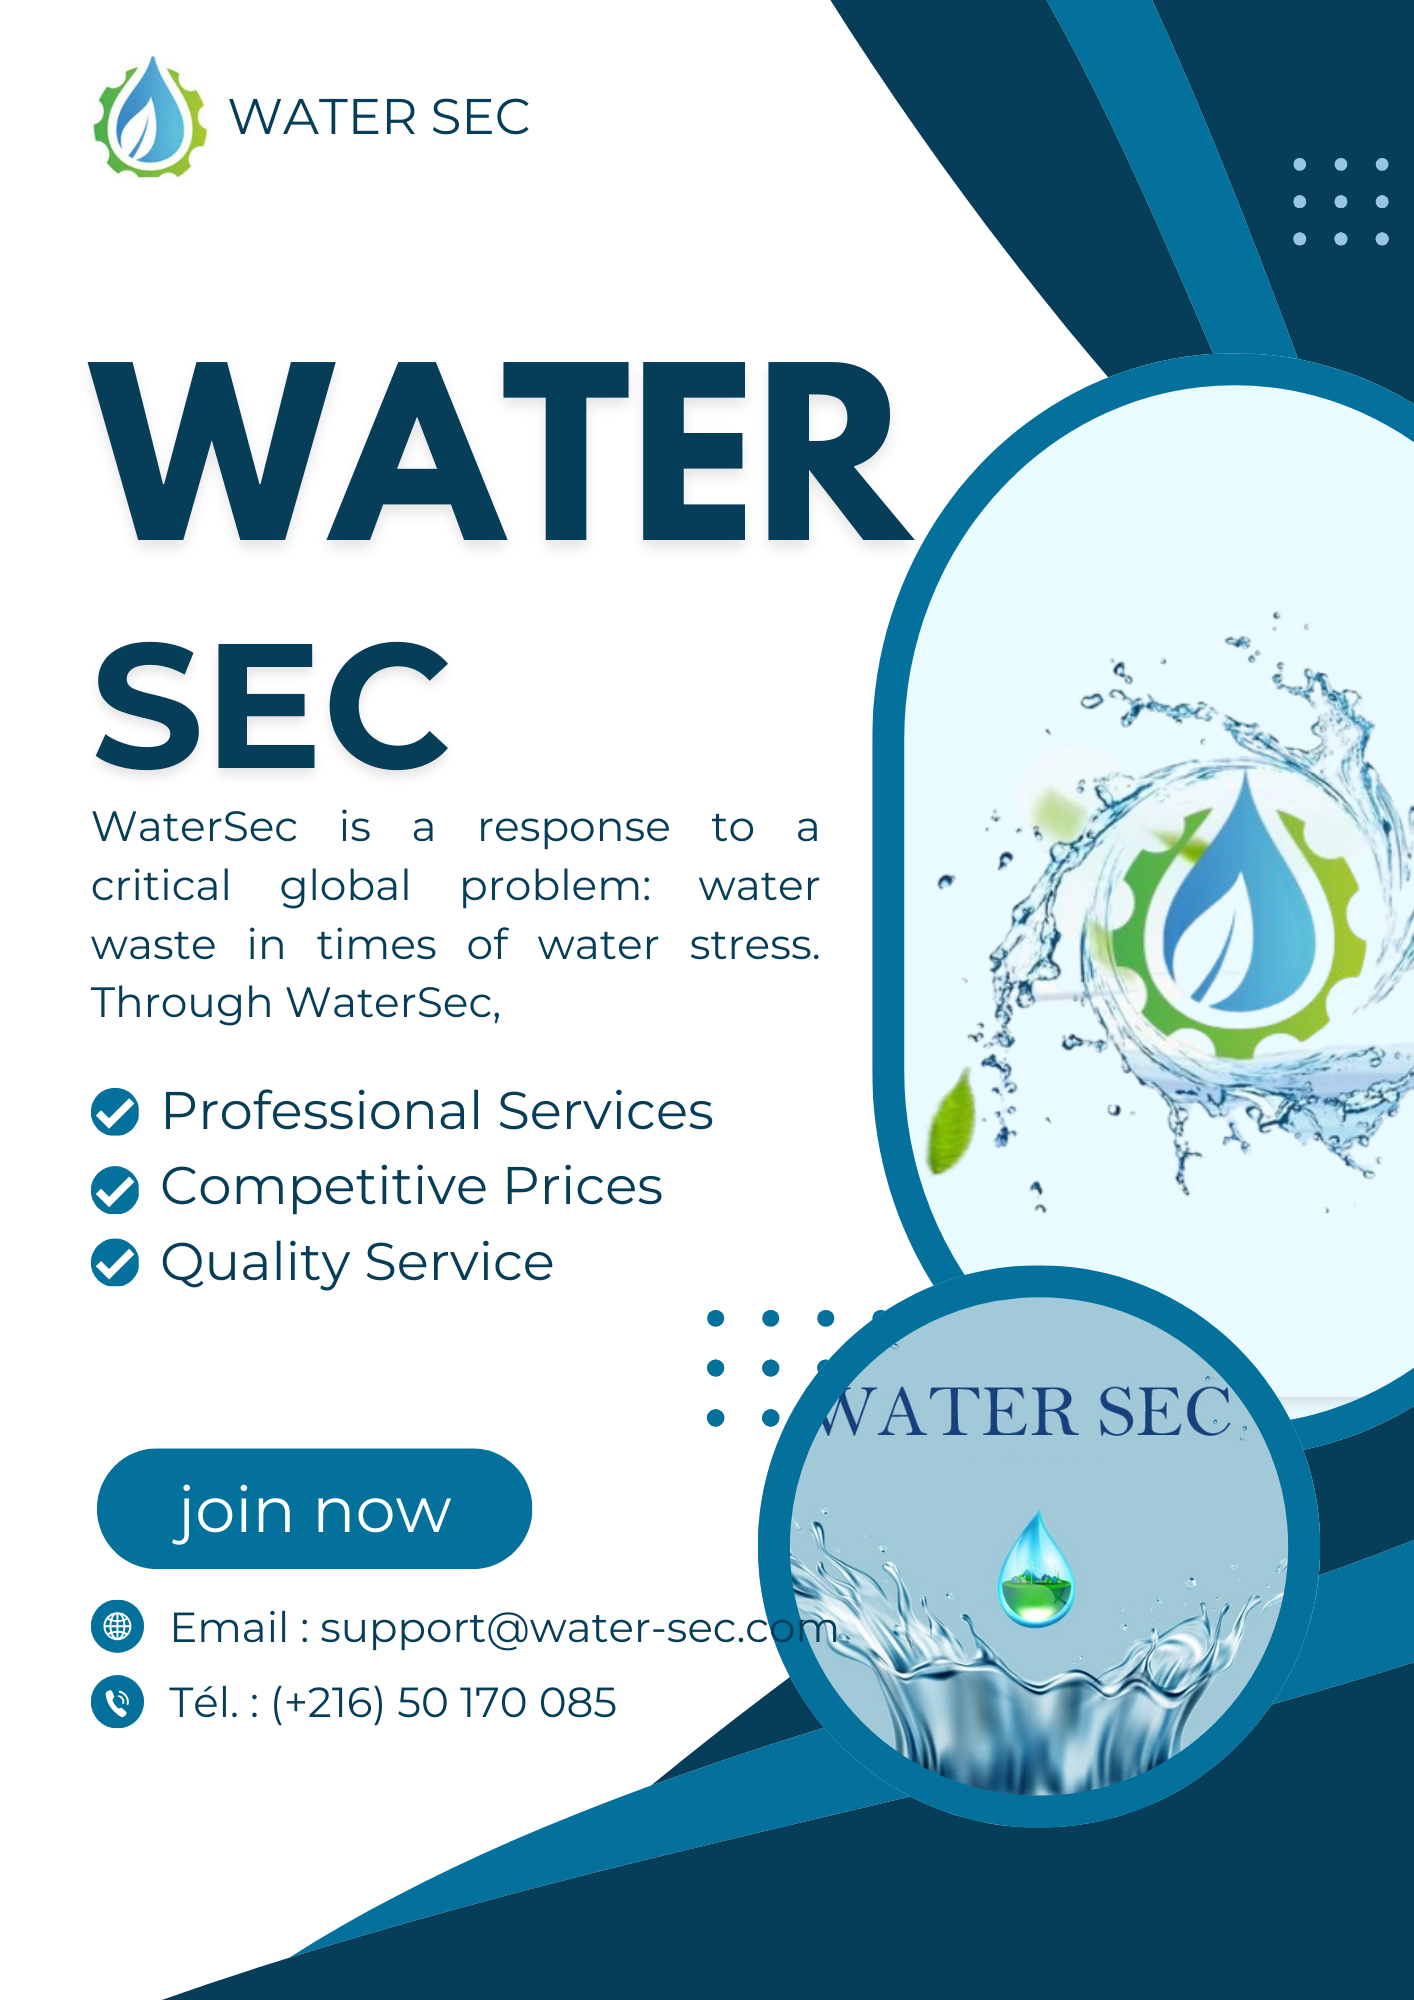 WATER SEC
WATER
SEC
WaterSec is a response to a
critical global problem: water
waste in times of water stress.
Through WaterSec,
Professional Services
Competitive Prices
Quality Service
WATER SEC
join now
Email : support@water-sec.com
Tél. : (+216) 50 170 085